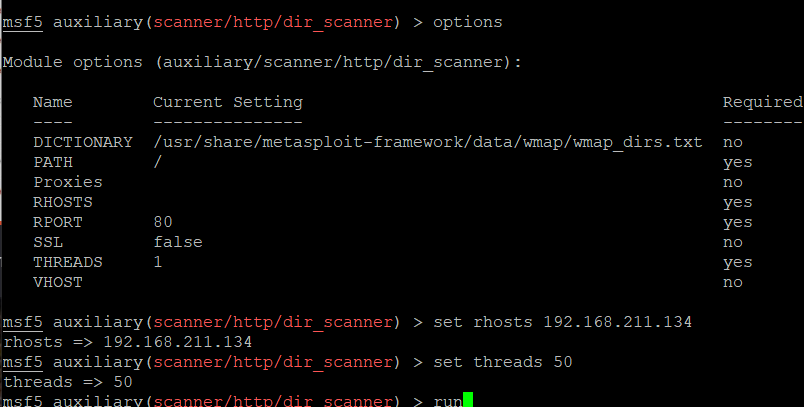 msf5 auxiliary(scanner/http/dir_scanner) > options
Module options (auxiliary/scanner/http/dir_scanner):
Name Current Setting Required
---- --------------- --------
DICTIONARY /usr/share/metasploit-framework/data/wmap/wmap_dirs.txt no
PATH / yes
Proxies no
RHOSTS yes
RPORT 80 yes
SSL false no
THREADS 1 yes
VHOST no
msf5 auxiliary(scanner/http/dir_scanner) > set rhosts 192.168.211.134
rhosts => 192.168.211.134
msf5 auxiliary(scanner/http/dir_scanner) > set threads 50
threads => 50
msf5 auxiliary(scanner/http/dir_scanner) > run